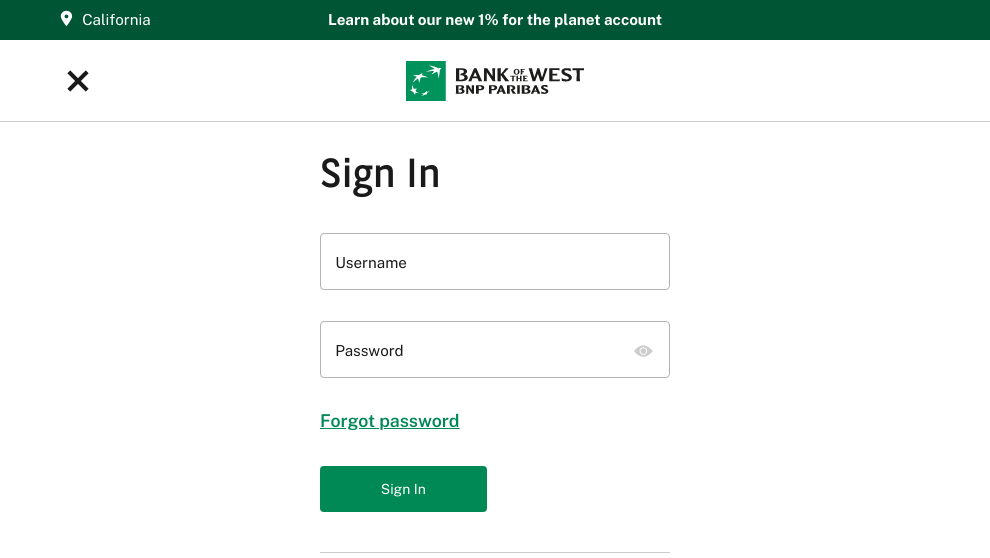 California
Learn about our new 1% for the planet account
BANK OF THE WEST
BNP PARIBAS
Sign In
Username
Password
Forgot password
Sign In